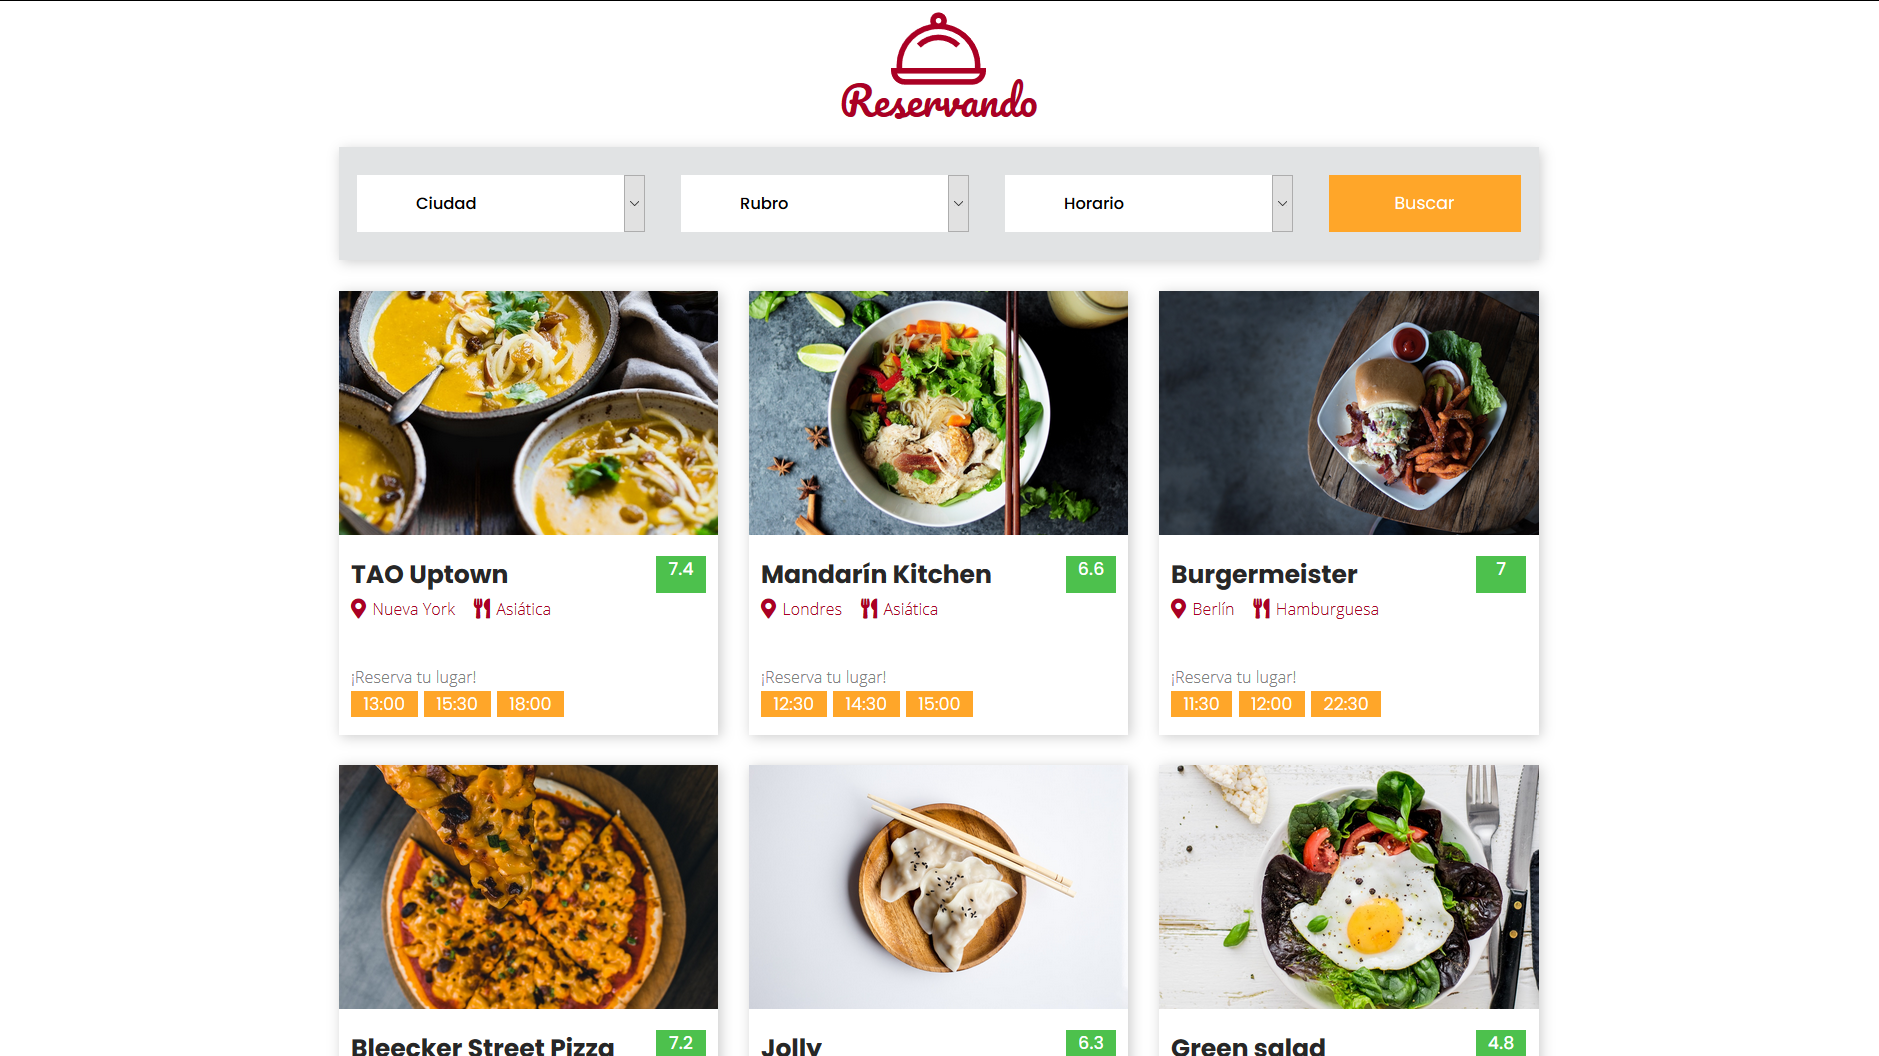 Reservando
Ciudad
Rubro
Horario
Buscar
TAO Uptown
7.4
Nueva York
Asiática
¡Reserva tu lugar!
13:00
15:30
18:00
Mandarín Kitchen
6.6
Londres
Asiática
¡Reserva tu lugar!
12:30
14:30
15:00
Burgermeister
7
Berlín
Hamburguesa
¡Reserva tu lugar!
11:30
12:00
22:30
Bleecker Street Pizza
7.2
Jolly
6.3
Green salad
4.8